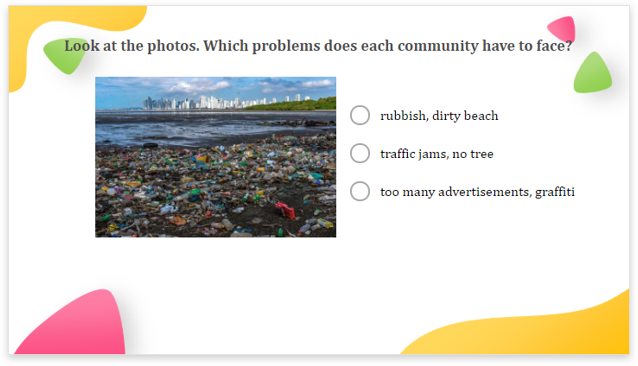 Look at the photos. Which problems does each community have to face?
rubbish, dirty beach
traffic jams, no tree
too many advertisements, graffiti